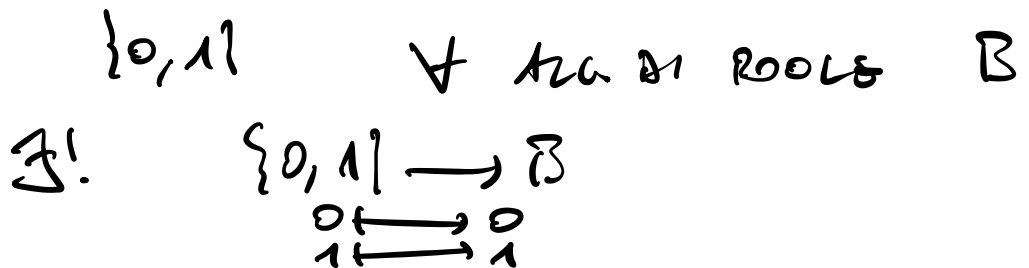 {0,1} ∀ ALG DI BOOLE B
∃! {0,1} ⟶ B
0 ⟼ 0
1 ⟼ 1